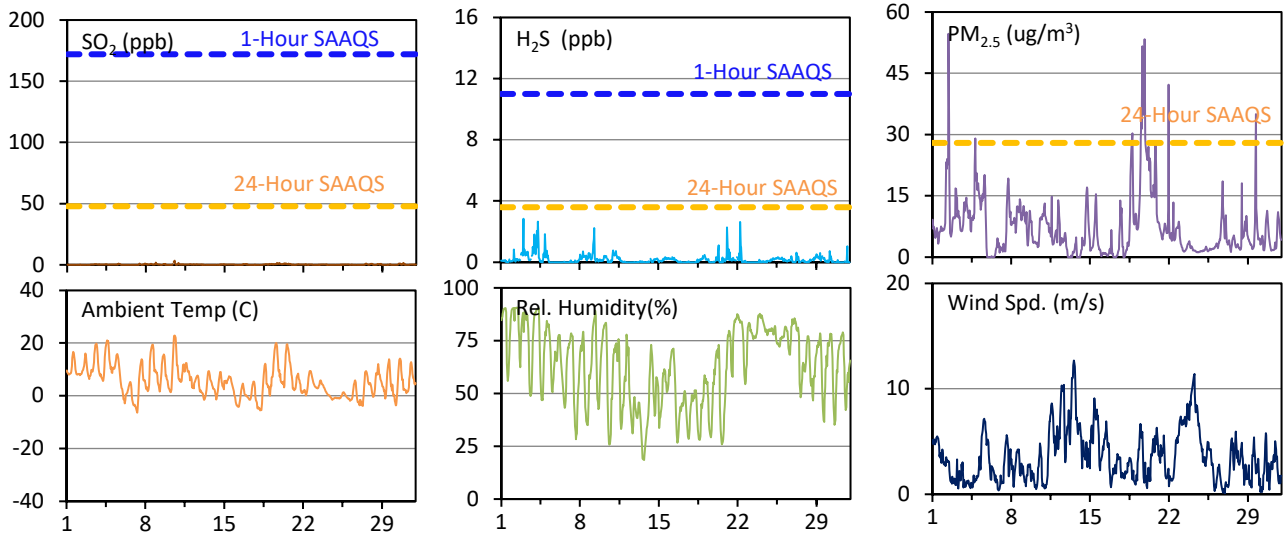 200
150
100
50
0
SO₂ (ppb)
1-Hour SAAQS
24-Hour SAAQS
16
12
8
4
0
H₂S (ppb)
1-Hour SAAQS
24-Hour SAAQS
60
45
30
15
0
PM₂.₅ (ug/m³)
24-Hour SAAQS
40
20
0
-20
-40
Ambient Temp (C)
1 8 15 22 29
100
75
50
25
0
Rel. Humidity(%)
1 8 15 22 29
20
10
0
Wind Spd. (m/s)
1 8 15 22 29